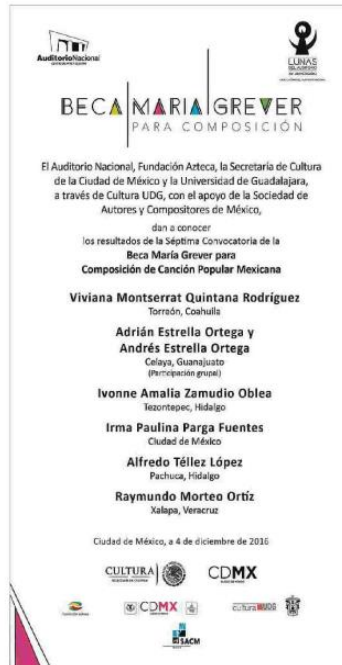 AuditorioNacional
LUNAS
DEL AUDITORIO
BECA MARIA GREVER
PARA COMPOSICIÓN
El Auditorio Nacional, Fundación Azteca, la Secretaría de Cultura
de la Ciudad de México y la Universidad de Guadalajara,
a través de Cultura UDG, con el apoyo de la Sociedad de
Autores y Compositores de México,
dan a conocer
los resultados de la Séptima Convocatoria de la
Beca María Grever para
Composición de Canción Popular Mexicana
Viviana Montserrat Quintana Rodríguez
Torreón, Coahuila
Adrián Estrella Ortega y
Andrés Estrella Ortega
Celaya, Guanajuato
(Participación grupal)
Ivonne Amalia Zamudio Oblea
Tezontepec, Hidalgo
Irma Paulina Parga Fuentes
Ciudad de México
Alfredo Téllez López
Pachuca, Hidalgo
Raymundo Morteo Ortíz
Xalapa, Veracruz
Ciudad de México, a 4 de diciembre de 2016
CULTURA
CDMX
CDMX
cultura UDG
SACM